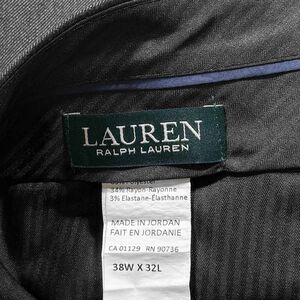 LAUREN
RALPH LAUREN
34% Rayon-Rayonne
3% Elastane-Élasthanne
MADE IN JORDAN
FAIT EN JORDANIE
CA 01129 RN 90736
38W X 32L